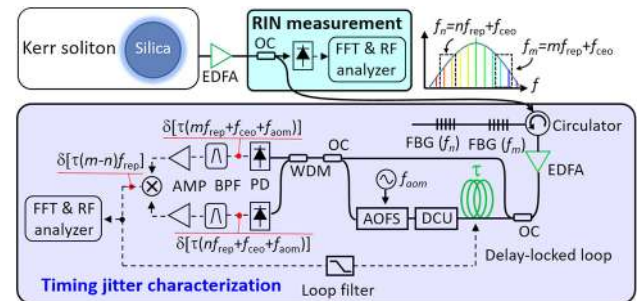 Kerr soliton
Silica
EDFA
RIN measurement
OC
FFT & RF
analyzer
fn=nfrep+fceo
fm=mfrep+fceo
f
δ[τ(mfrep+fceo+faom)]
δ[τ(m-n)frep]
AMP BPF PD
WDM
OC
FBG (fn)
FBG (fm)
Circulator
EDFA
τ
faom
AOFS
DCU
OC
FFT & RF
analyzer
δ[τ(nfrep+fceo+faom)]
Delay-locked loop
Timing jitter characterization
Loop filter